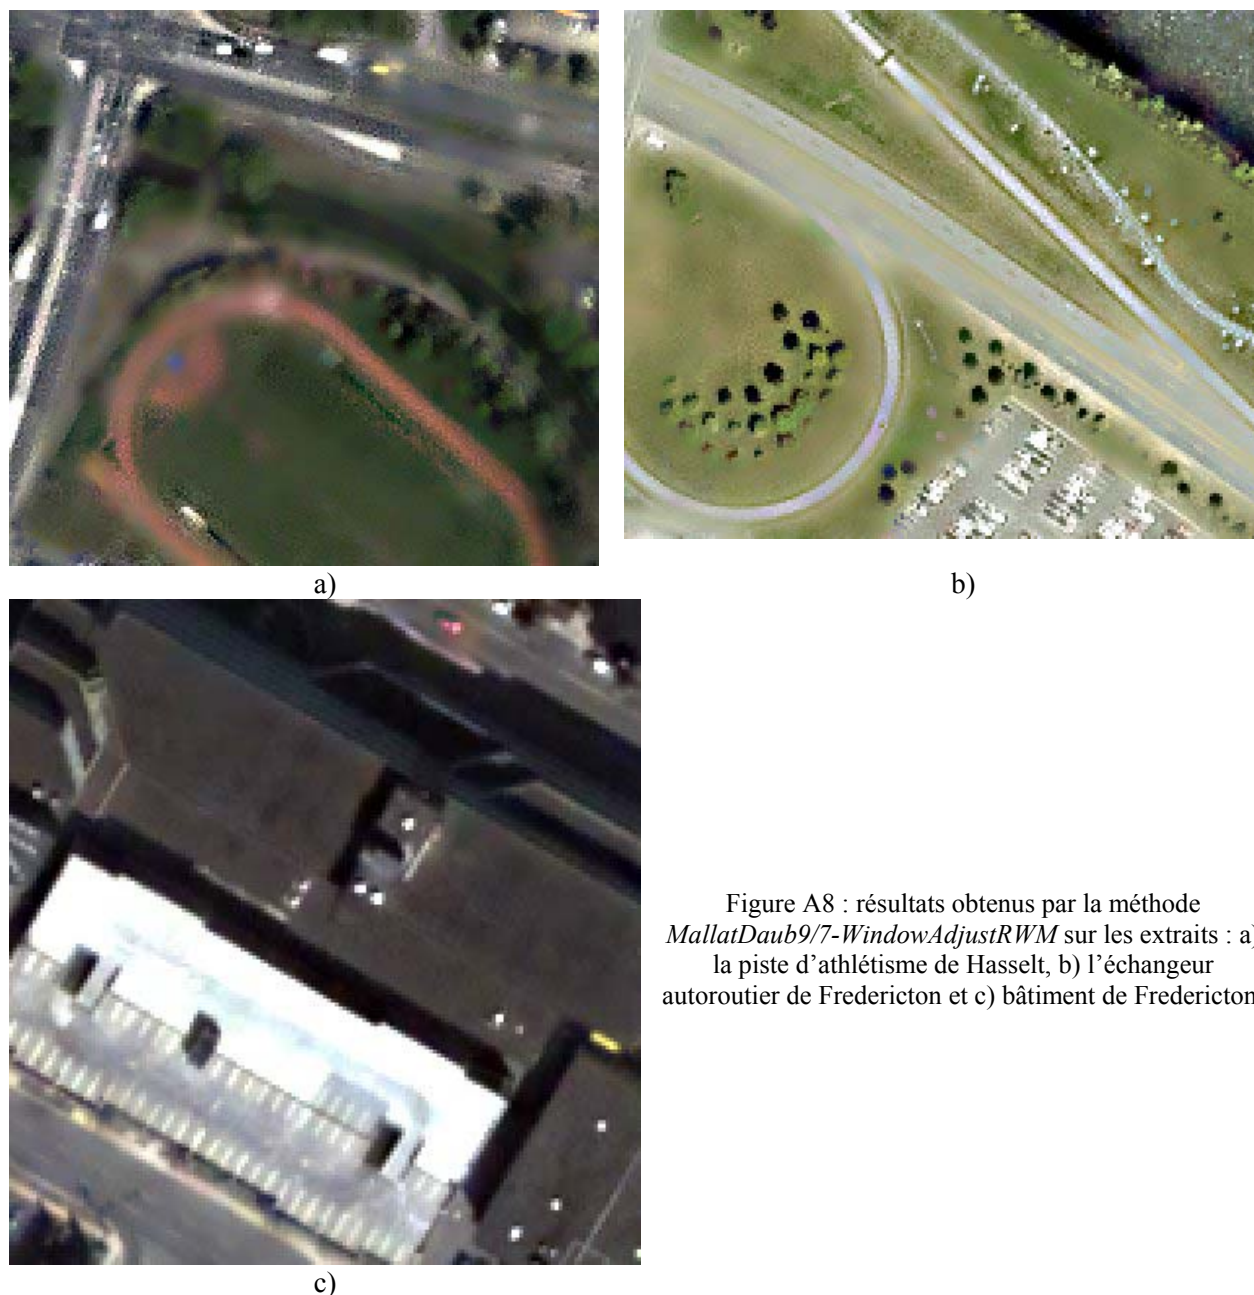 a)
b)
c)
Figure A8 : résultats obtenus par la méthode
MallatDaub9/7-WindowAdjustRWM sur les extraits : a)
la piste d’athlétisme de Hasselt, b) l’échangeur
autoroutier de Fredericton et c) bâtiment de Fredericton